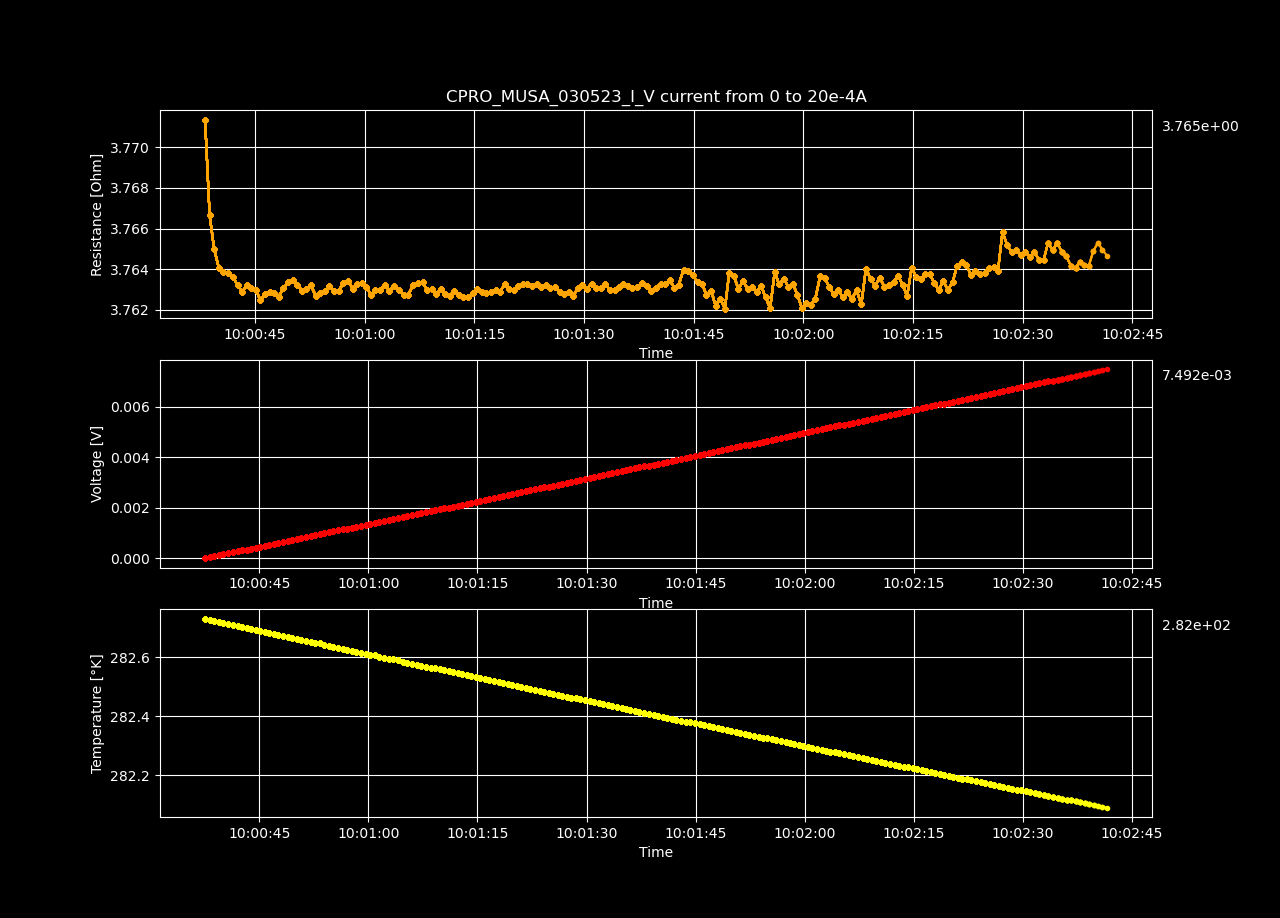 CPRO_MUSA_030523_I_V current from 0 to 20e-4A
3.765e+00
Resistance [Ohm]
3.770
3.768
3.766
3.764
3.762
10:00:45 10:01:00 10:01:15 10:01:30 10:01:45 10:02:00 10:02:15 10:02:30 10:02:45
Time
7.492e-03
Voltage [V]
0.006
0.004
0.002
0.000
10:00:45 10:01:00 10:01:15 10:01:30 10:01:45 10:02:00 10:02:15 10:02:30 10:02:45
Time
2.82e+02
Temperature [°K]
282.6
282.4
282.2
10:00:45 10:01:00 10:01:15 10:01:30 10:01:45 10:02:00 10:02:15 10:02:30 10:02:45
Time